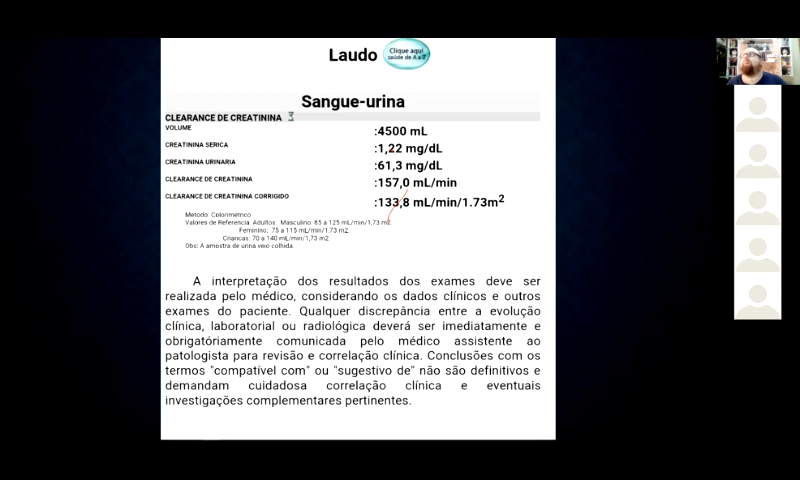 Laudo
Clique aqui
saúde de A a Z
Sangue-urina
CLEARANCE DE CREATININA
VOLUME :4500 mL
CREATININA SERICA :1,22 mg/dL
CREATININA URINARIA :61,3 mg/dL
CLEARANCE DE CREATININA :157,0 mL/min
CLEARANCE DE CREATININA CORRIGIDO :133,8 mL/min/1.73m²
Metodo: Colorimetrico
Valores de Referencia: Adultos: Masculino: 85 a 125 mL/min/1,73 m2
Feminino: 75 a 115 mL/min/1,73 m2
Criancas: 70 a 140 mL/min/1,73 m2
Obs: A amostra de urina veio colhida.
A interpretação dos resultados dos exames deve ser
realizada pelo médico, considerando os dados clínicos e outros
exames do paciente. Qualquer discrepância entre a evolução
clínica, laboratorial ou radiológica deverá ser imediatamente e
obrigatóriamente comunicada pelo médico assistente ao
patologista para revisão e correlação clínica. Conclusões com os
termos "compatível com" ou "sugestivo de" não são definitivos e
demandam cuidadosa correlação clínica e eventuais
investigações complementares pertinentes.